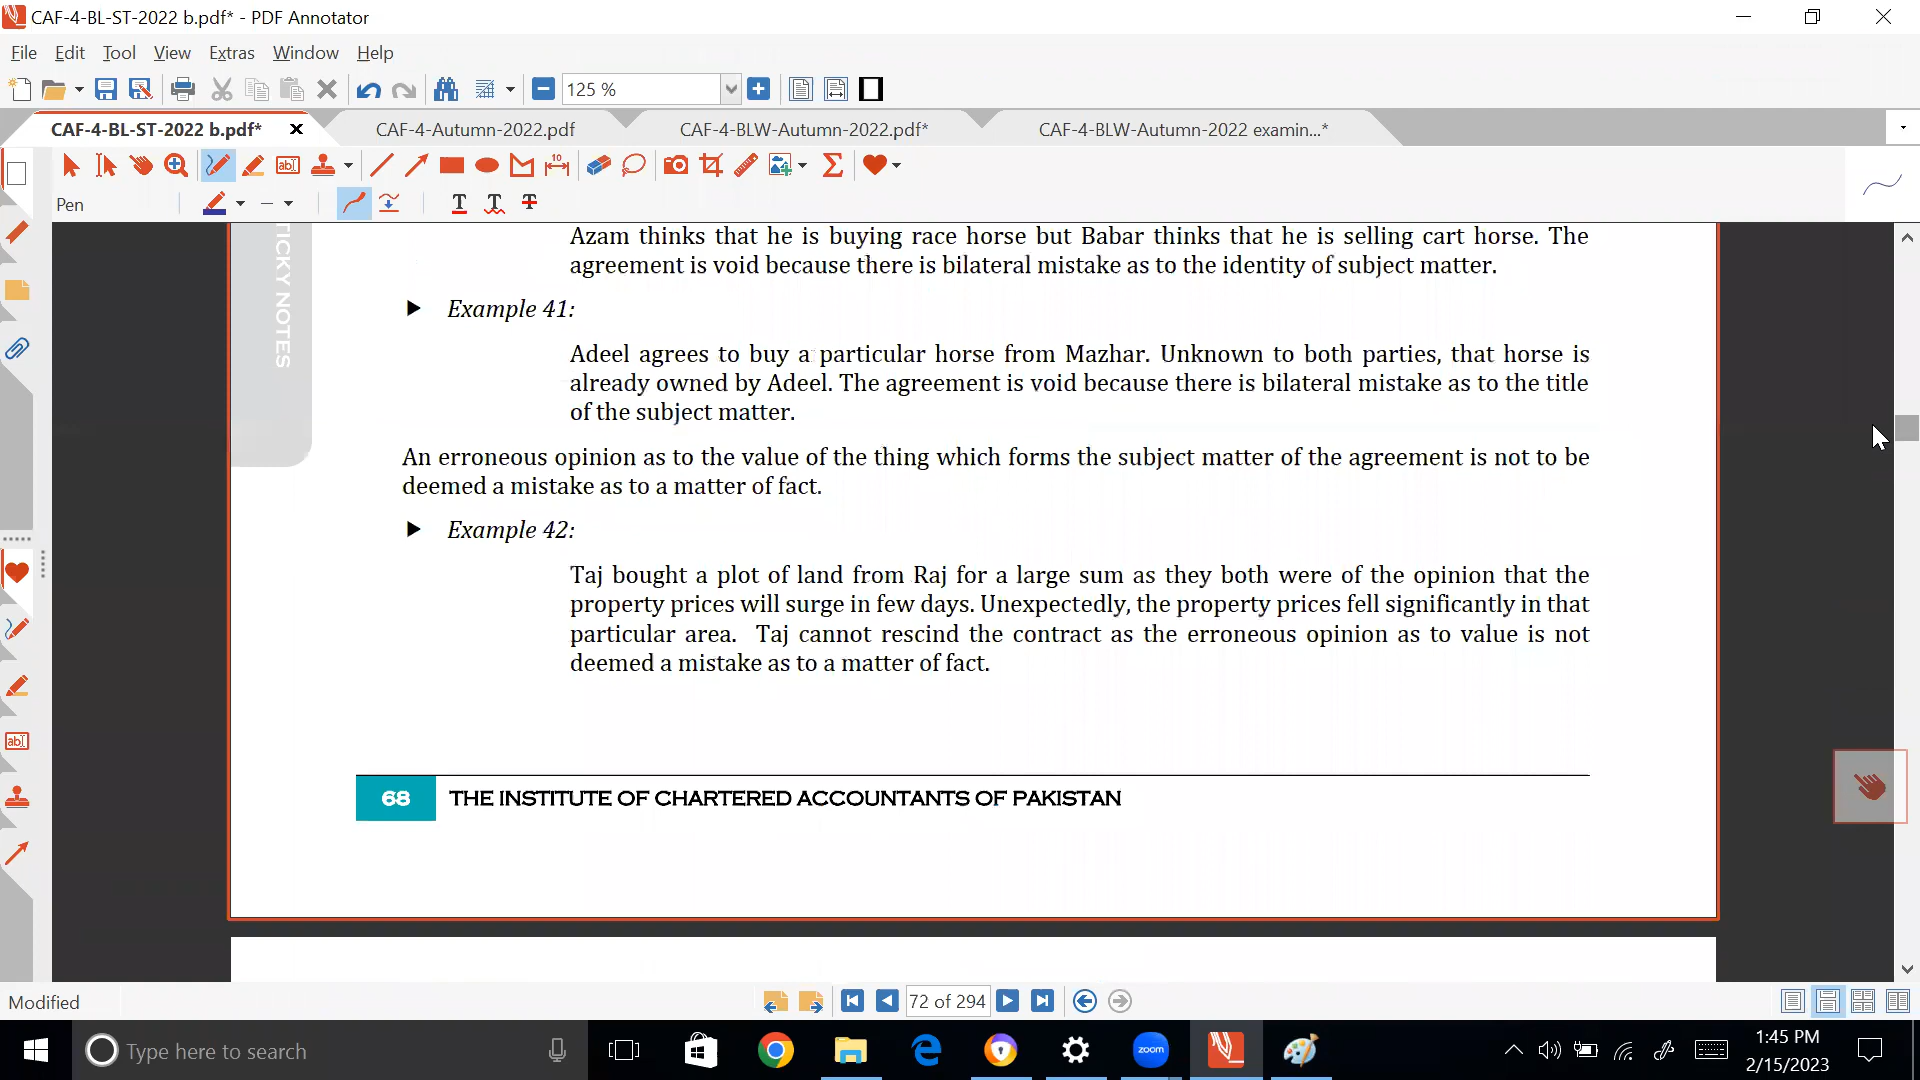 CAF-4-BL-ST-2022 b.pdf* - PDF Annotator
File Edit Tool View Extras Window Help
125 %
CAF-4-BL-ST-2022 b.pdf* CAF-4-Autumn-2022.pdf CAF-4-BLW-Autumn-2022.pdf* CAF-4-BLW-Autumn-2022 examin...*
Pen
TICKY NOTES
Azam thinks that he is buying race horse but Babar thinks that he is selling cart horse. The
agreement is void because there is bilateral mistake as to the identity of subject matter.
Example 41:
Adeel agrees to buy a particular horse from Mazhar. Unknown to both parties, that horse is
already owned by Adeel. The agreement is void because there is bilateral mistake as to the title
of the subject matter.
An erroneous opinion as to the value of the thing which forms the subject matter of the agreement is not to be
deemed a mistake as to a matter of fact.
Example 42:
Taj bought a plot of land from Raj for a large sum as they both were of the opinion that the
property prices will surge in few days. Unexpectedly, the property prices fell significantly in that
particular area. Taj cannot rescind the contract as the erroneous opinion as to value is not
deemed a mistake as to a matter of fact.
68 THE INSTITUTE OF CHARTERED ACCOUNTANTS OF PAKISTAN
Modified
72 of 294
Type here to search
zoom
1:45 PM
2/15/2023